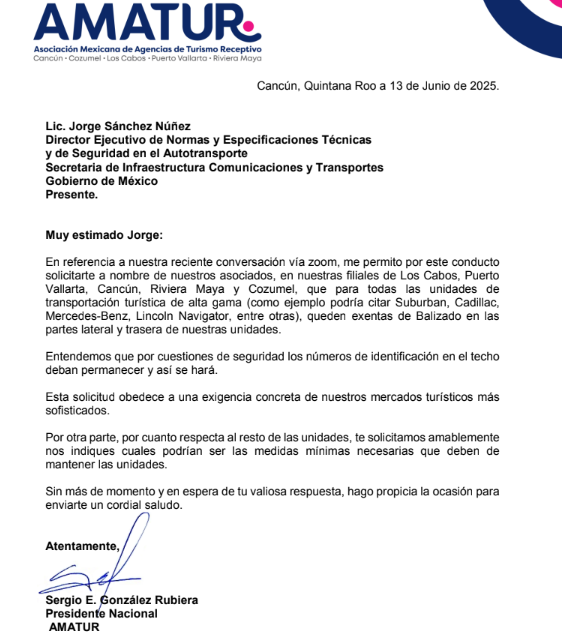 AMATUR
Asociación Mexicana de Agencias de Turismo Receptivo
Cancún • Cozumel • Los Cabos • Puerto Vallarta • Riviera Maya
Cancún, Quintana Roo a 13 de Junio de 2025.
Lic. Jorge Sánchez Núñez
Director Ejecutivo de Normas y Especificaciones Técnicas
y de Seguridad en el Autotransporte
Secretaria de Infraestructura Comunicaciones y Transportes
Gobierno de México
Presente.
Muy estimado Jorge:
En referencia a nuestra reciente conversación vía zoom, me permito por este conducto
solicitarte a nombre de nuestros asociados, en nuestras filiales de Los Cabos, Puerto
Vallarta, Cancún, Riviera Maya y Cozumel, que para todas las unidades de
transportación turística de alta gama (como ejemplo podría citar Suburban, Cadillac,
Mercedes-Benz, Lincoln Navigator, entre otras), queden exentas de Balizado en las
partes lateral y trasera de nuestras unidades.
Entendemos que por cuestiones de seguridad los números de identificación en el techo
deban permanecer y así se hará.
Esta solicitud obedece a una exigencia concreta de nuestros mercados turísticos más
sofisticados.
Por otra parte, por cuanto respecta al resto de las unidades, te solicitamos amablemente
nos indiques cuales podrían ser las medidas mínimas necesarias que deben de
mantener las unidades.
Sin más de momento y en espera de tu valiosa respuesta, hago propicia la ocasión para
enviarte un cordial saludo.
Atentamente,
Sergio E. González Rubiera
Presidente Nacional
AMATUR